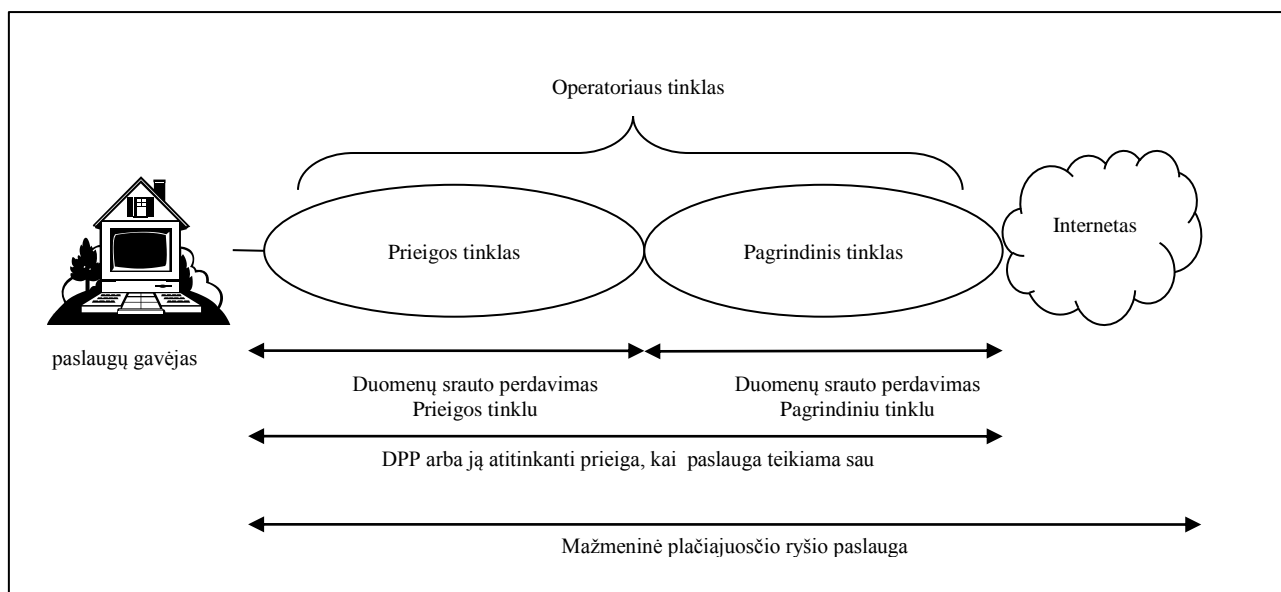 Operatoriaus tinklas
Prieigos tinklas
Pagrindinis tinklas
Internetas
paslaugų gavėjas
Duomenų srauto perdavimas
Prieigos tinklu
Duomenų srauto perdavimas
Pagrindiniu tinklu
DPP arba ją atitinkanti prieiga, kai paslauga teikiama sau
Mažmeninė plačiajuosčio ryšio paslauga